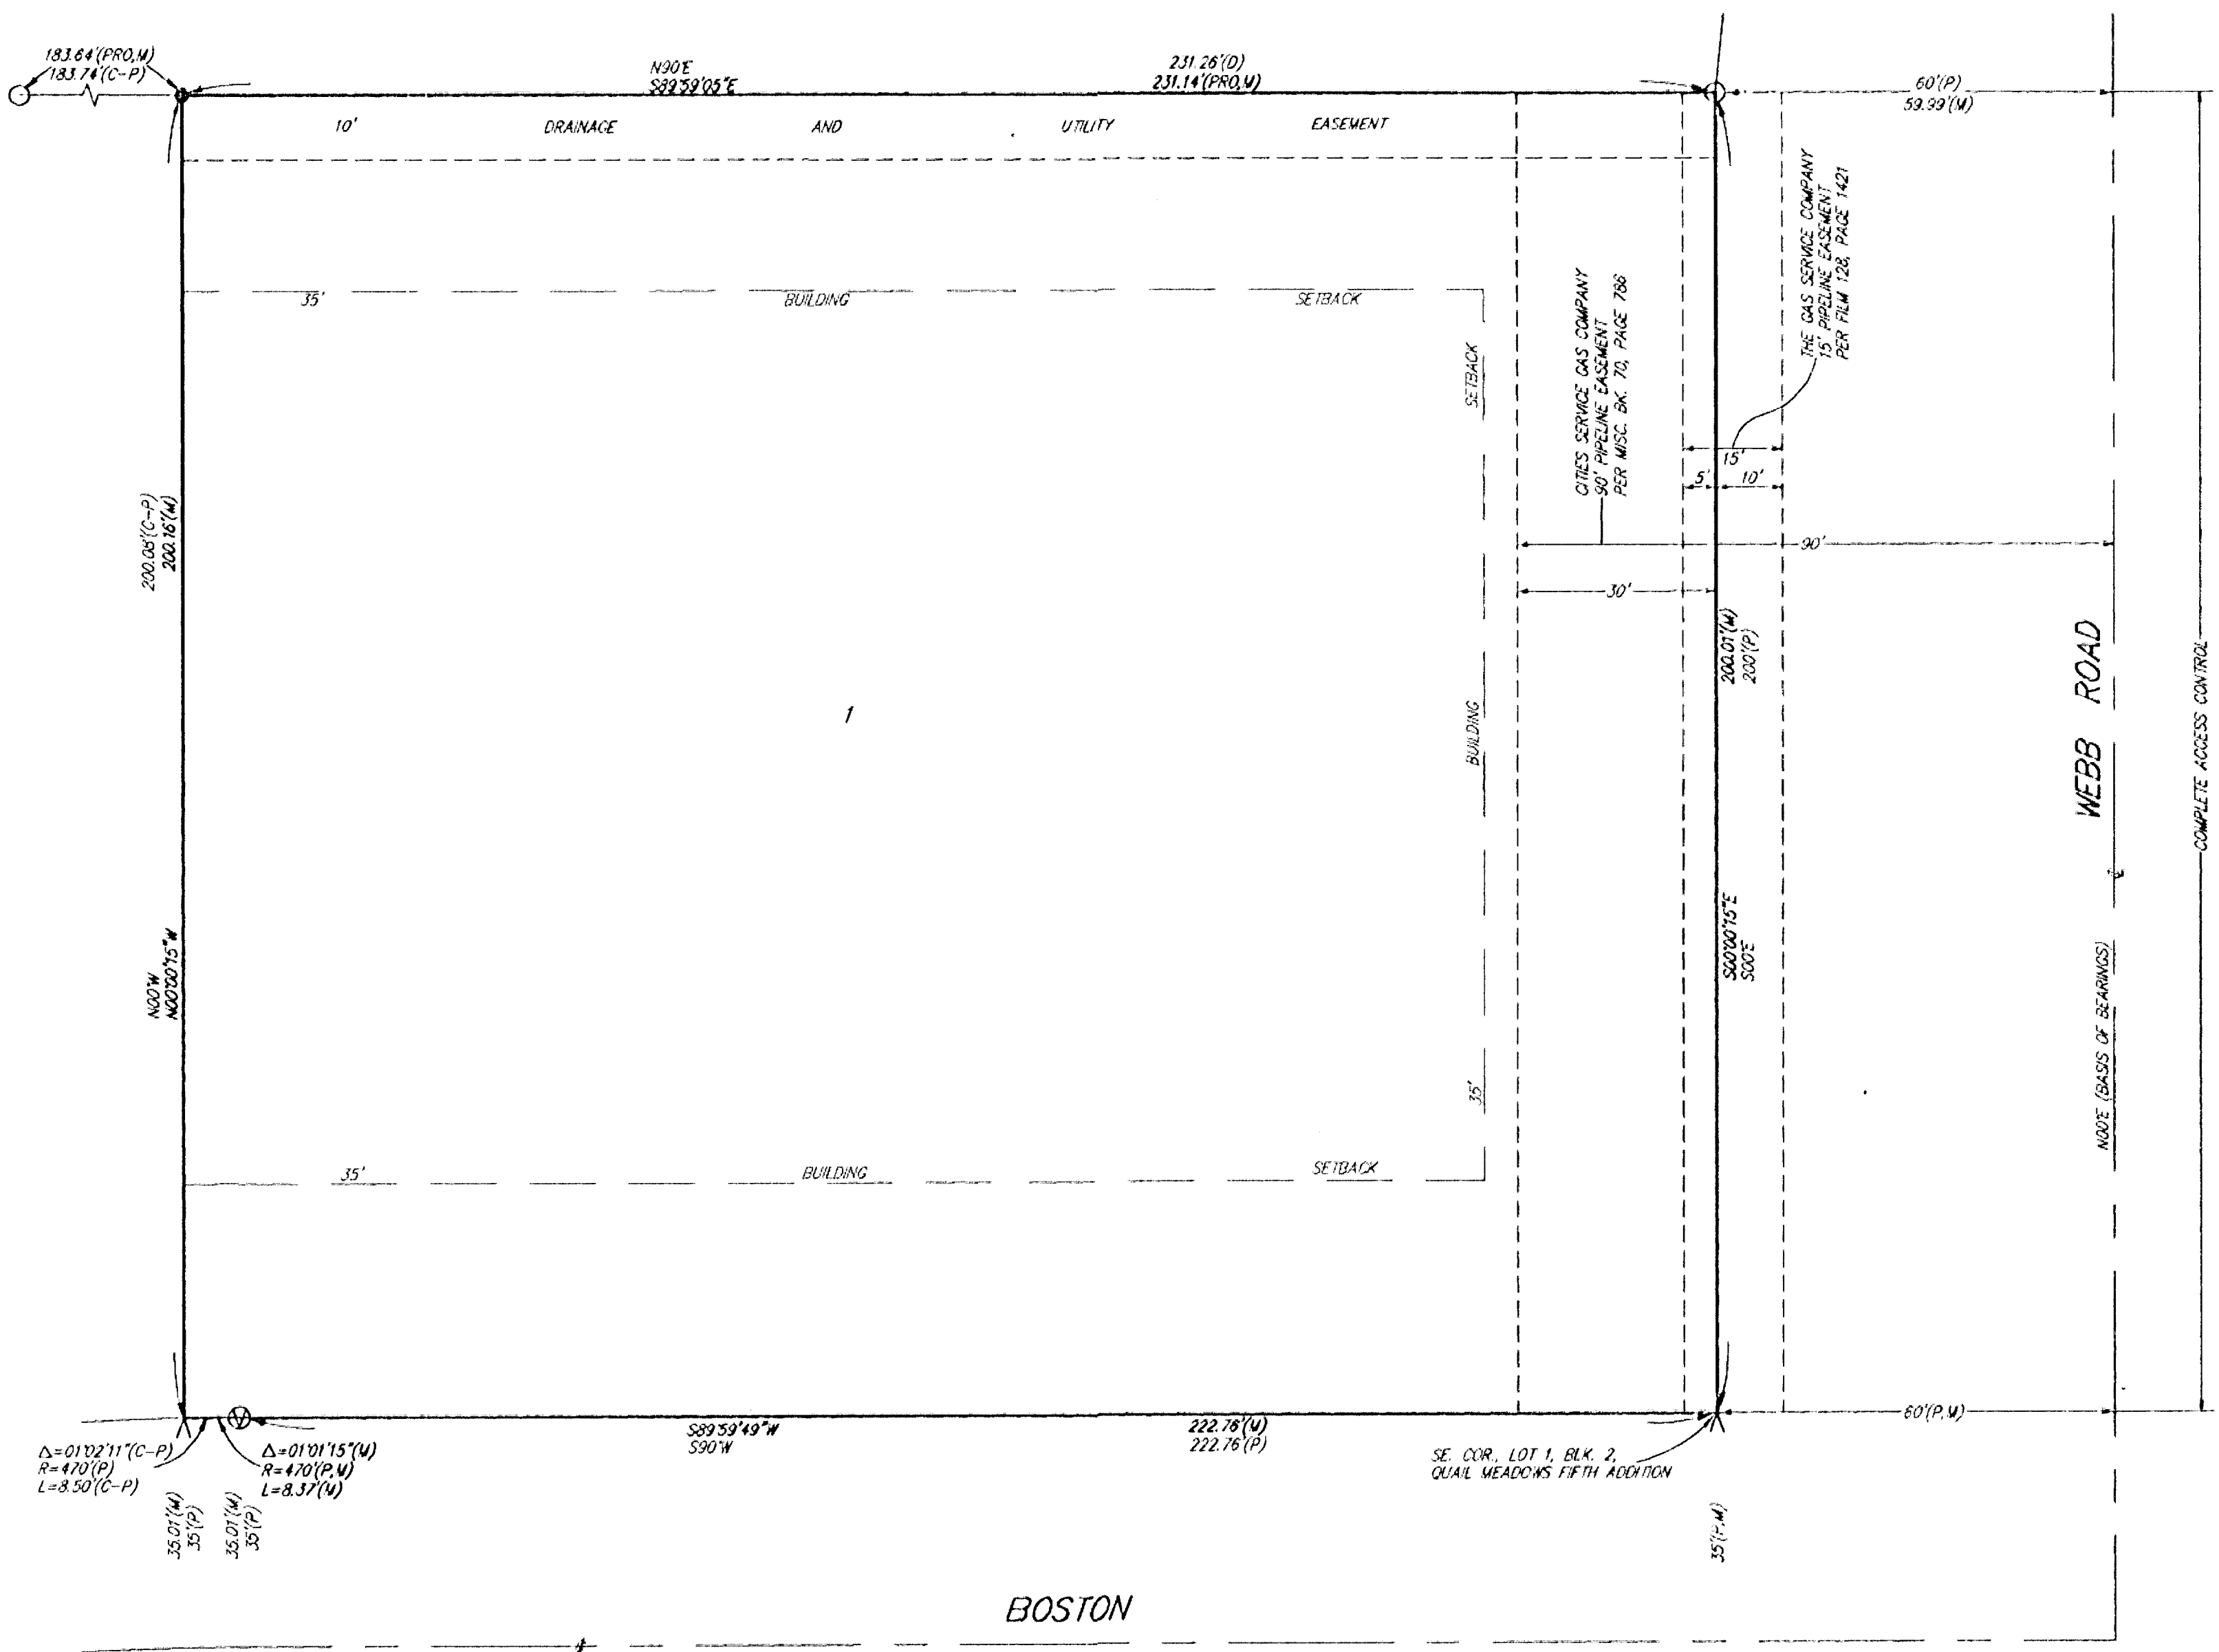 183.64'(PRO,M)
183.74'(C-P)
N90°E
S89°59'05"E
231.26'(D)
231.14'(PRO,M)
60'(P)
59.99'(M)
10' DRAINAGE AND UTILITY EASEMENT
35' BUILDING SETBACK
SETBACK
BUILDING
35'
CITIES SERVICE GAS COMPANY
90' PIPELINE EASEMENT
PER MISC. BK. 70, PAGE 766
THE GAS SERVICE COMPANY
15' PIPELINE EASEMENT
PER FILM 128, PAGE 1421
15'
5' 10'
90'
30'
200.08'(C-P)
200.16'(M)
N00°W
N00°00'15"W
1
200.01'(M)
200'(P)
S00°00'15"E
S00°E
WEBB ROAD
N00°E (BASIS OF BEARINGS)
COMPLETE ACCESS CONTROL
35' BUILDING SETBACK
S89°59'49"W
S90°W
222.76'(M)
222.76'(P)
60'(P,M)
Δ=01°02'11"(C-P)
R=470'(P)
L=8.50'(C-P)
Δ=01°01'15"(M)
R=470'(P,M)
L=8.37'(M)
SE. COR., LOT 1, BLK. 2,
QUAIL MEADOWS FIFTH ADDITION
35.01'(M)
35'(P)
35.01'(M)
35'(P)
35'(P,M)
BOSTON